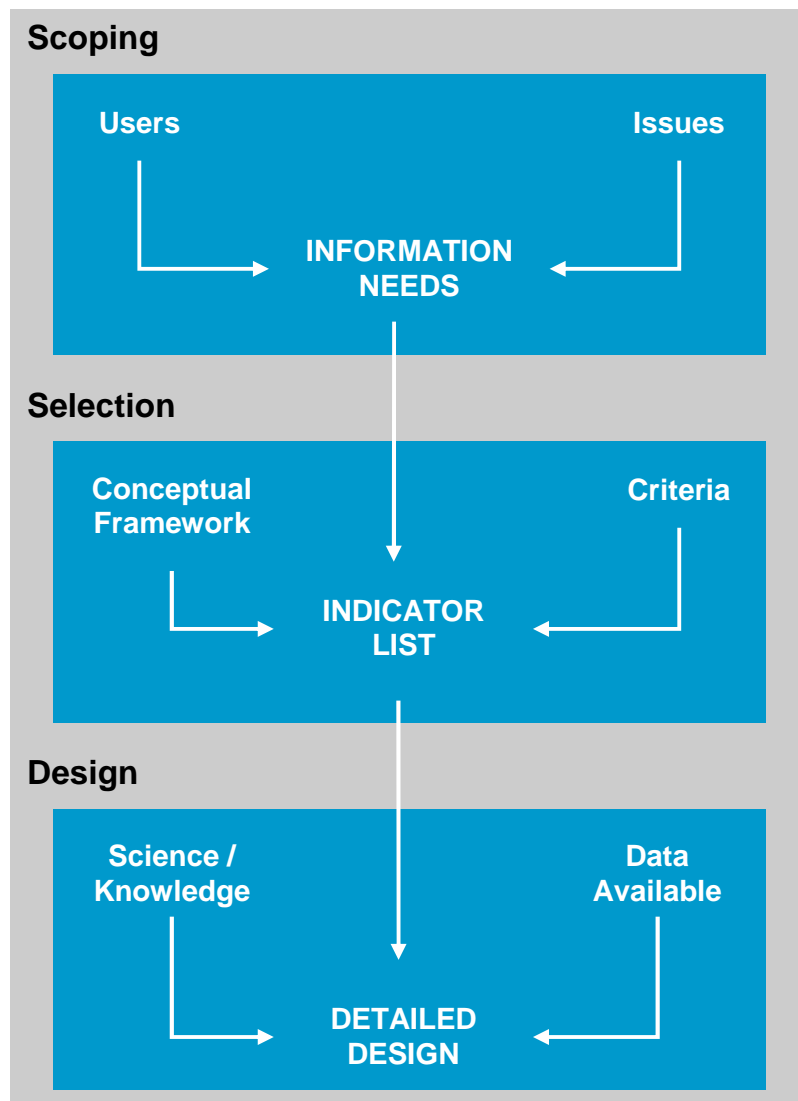 Scoping
Users
Issues
INFORMATION
NEEDS
Selection
Conceptual
Framework
Criteria
INDICATOR
LIST
Design
Science /
Knowledge
Data
Available
DETAILED
DESIGN